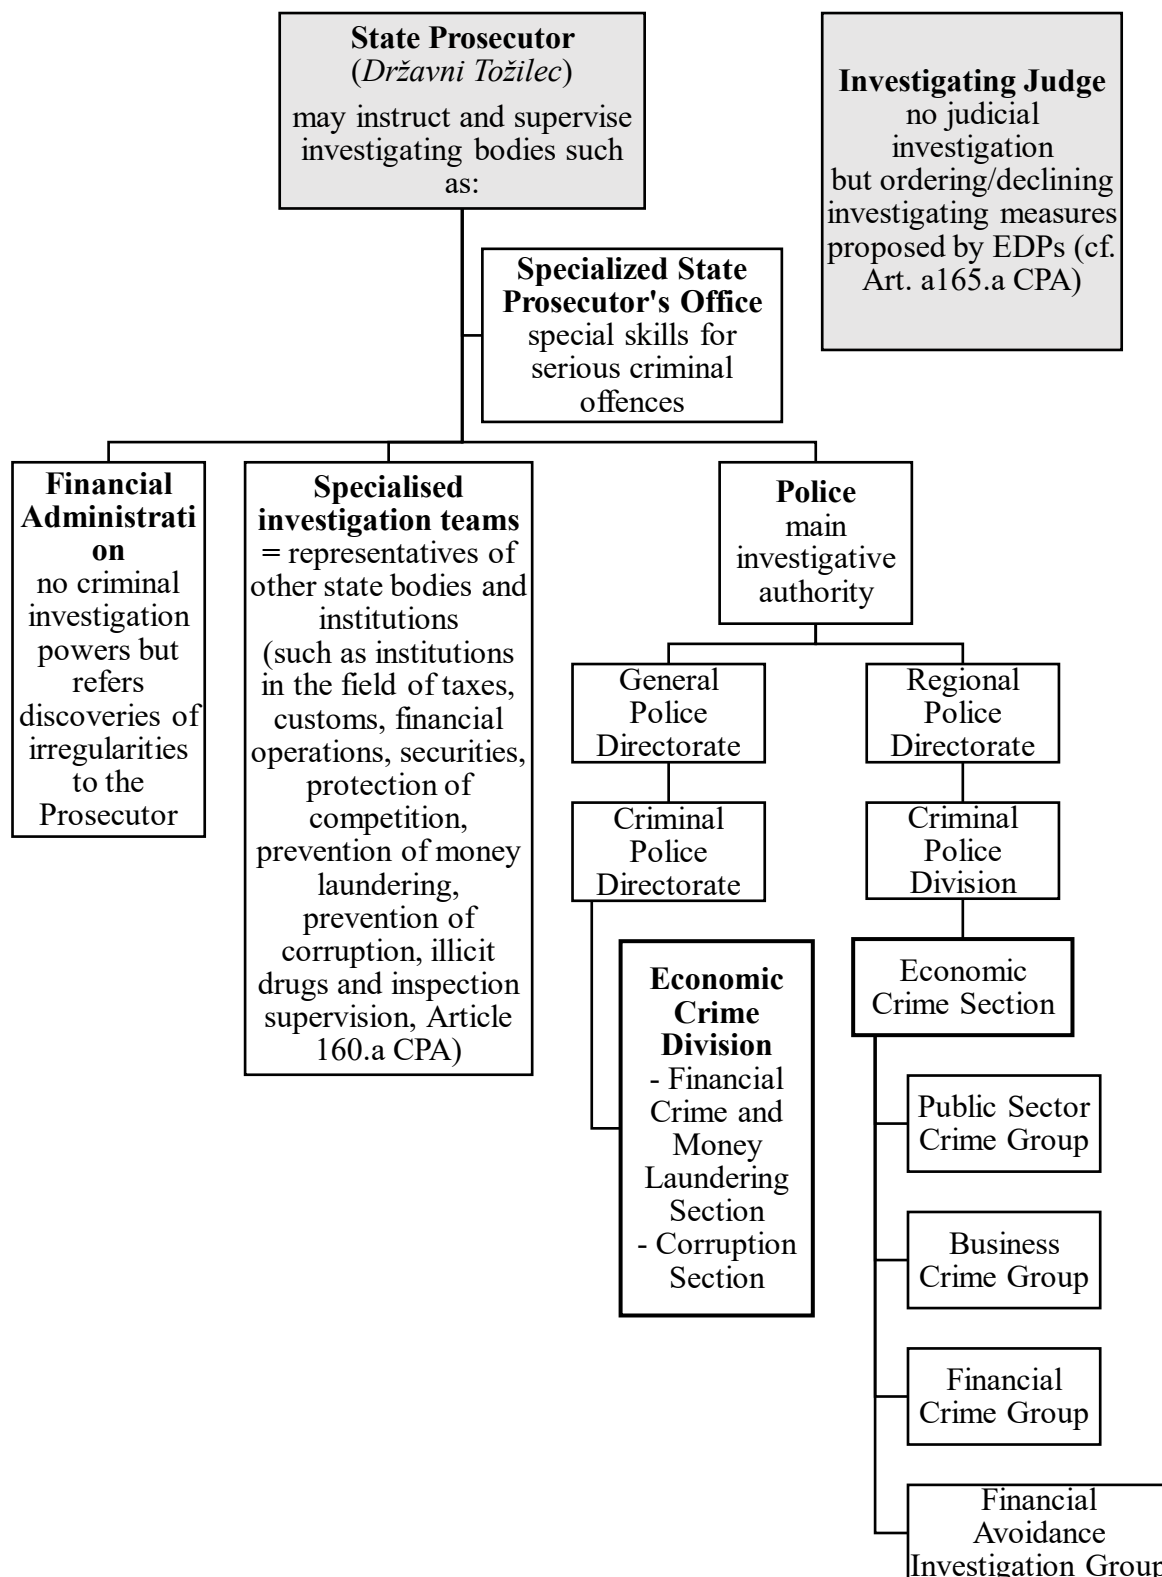 State Prosecutor
(Državni Tožilec)
may instruct and supervise
investigating bodies such
as:
Investigating Judge
no judicial
investigation
but ordering/declining
investigating measures
proposed by EDPs (cf.
Art. a165.a CPA)
Specialized State
Prosecutor's Office
special skills for
serious criminal
offences
Financial
Administrati
on
no criminal
investigation
powers but
refers
discoveries of
irregularities
to the
Prosecutor
Specialised
investigation teams
= representatives of
other state bodies and
institutions
(such as institutions
in the field of taxes,
customs, financial
operations, securities,
protection of
competition,
prevention of money
laundering,
prevention of
corruption, illicit
drugs and inspection
supervision, Article
160.a CPA)
Police
main
investigative
authority
General
Police
Directorate
Regional
Police
Directorate
Criminal
Police
Directorate
Criminal
Police
Division
Economic
Crime
Division
- Financial
Crime and
Money
Laundering
Section
- Corruption
Section
Economic
Crime Section
Public Sector
Crime Group
Business
Crime Group
Financial
Crime Group
Financial
Avoidance
Investigation Group